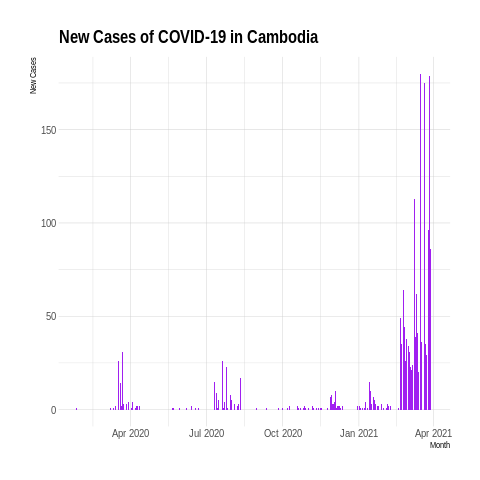 New Cases of COVID-19 in Cambodia
New Cases
150
100
50
0
Apr 2020 Jul 2020 Oct 2020 Jan 2021 Apr 2021
Month